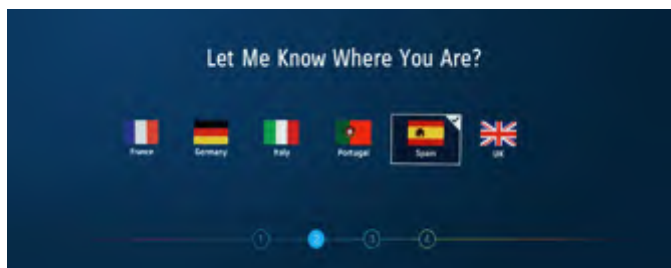 Let Me Know Where You Are?
France Germany Italy Portugal Spain UK
1 2 3 4